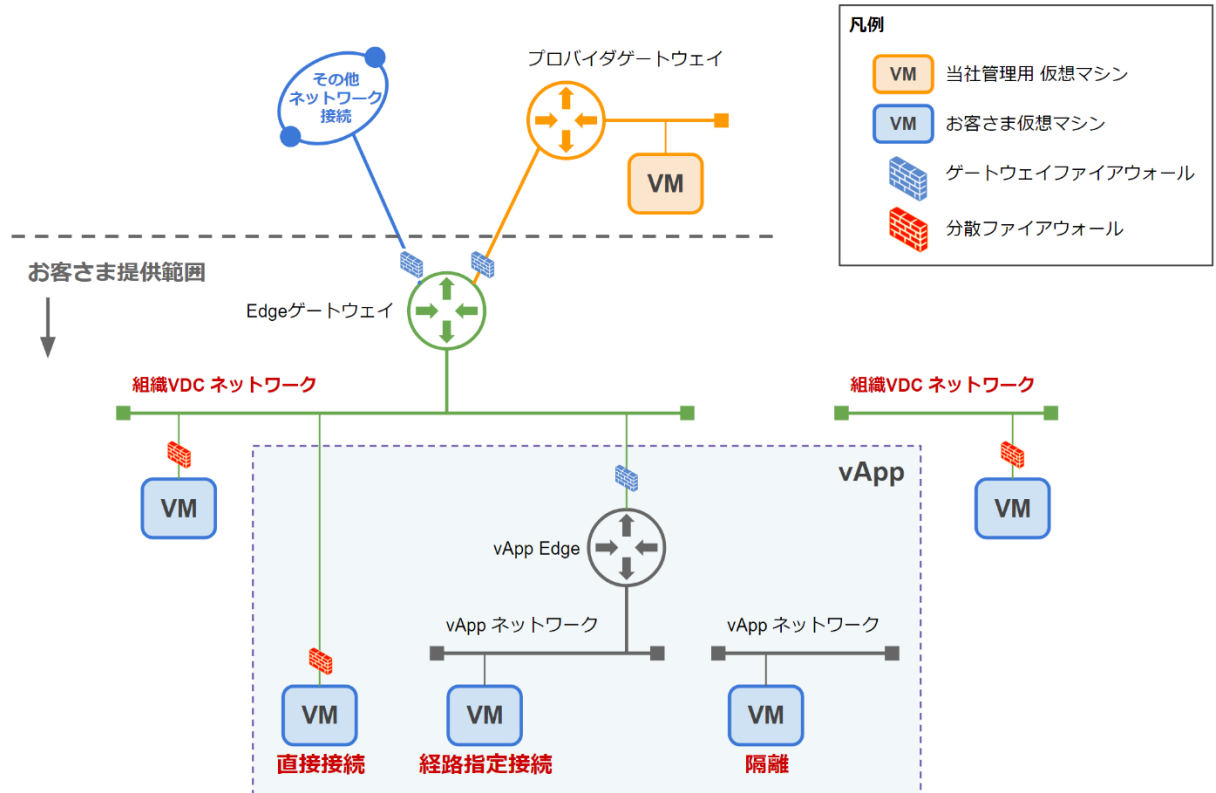 凡例
VM
当社管理用 仮想マシン
VM
お客さま仮想マシン
ゲートウェイファイアウォール
分散ファイアウォール
その他
ネットワーク
接続
プロバイダゲートウェイ
VM
お客さま提供範囲
Edgeゲートウェイ
組織VDC ネットワーク
組織VDC ネットワーク
VM
vApp
VM
vApp Edge
vApp ネットワーク
vApp ネットワーク
VM
VM
VM
直接接続
経路指定接続
隔離